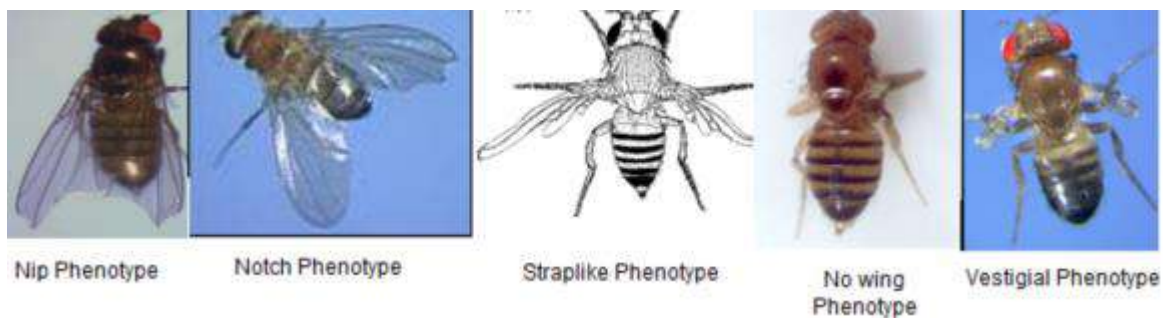 Nip Phenotype
Notch Phenotype
Straplike Phenotype
No wing
Phenotype
Vestigial Phenotype